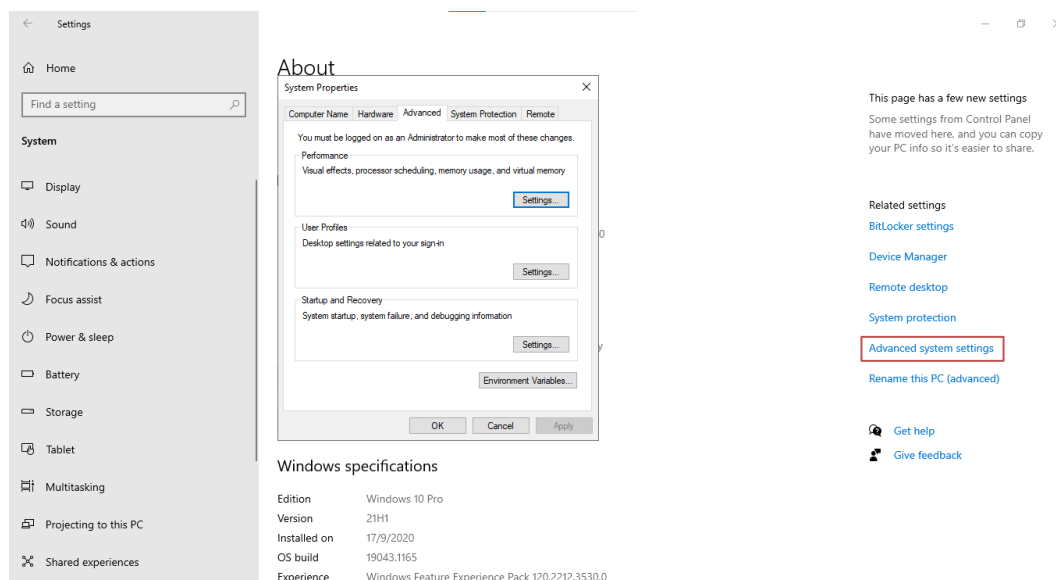 Settings
Home
Find a setting
System
Display
Sound
Notifications & actions
Focus assist
Power & sleep
Battery
Storage
Tablet
Multitasking
Projecting to this PC
Shared experiences
About
System Properties
Computer Name Hardware Advanced System Protection Remote
You must be logged on as an Administrator to make most of these changes.
Performance
Visual effects, processor scheduling, memory usage, and virtual memory
Settings...
User Profiles
Desktop settings related to your sign-in
Settings...
Startup and Recovery
System startup, system failure, and debugging information
Settings...
Environment Variables...
OK Cancel Apply
0
y
Windows specifications
Edition Windows 10 Pro
Version 21H1
Installed on 17/9/2020
OS build 19043.1165
Experience Windows Feature Experience Pack 120.2212.3530.0
This page has a few new settings
Some settings from Control Panel
have moved here, and you can copy
your PC info so it's easier to share.
Related settings
BitLocker settings
Device Manager
Remote desktop
System protection
Advanced system settings
Rename this PC (advanced)
Get help
Give feedback